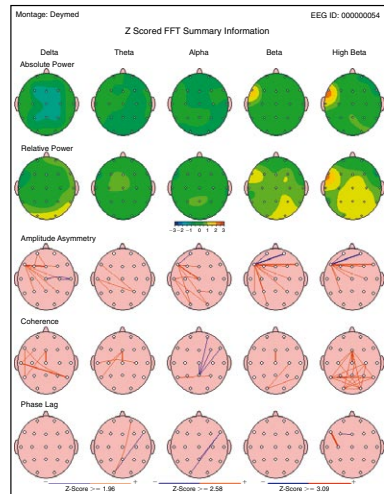 Montage: Deymed EEG ID: 000000054
Z Scored FFT Summary Information
Delta Theta Alpha Beta High Beta
Absolute Power
Relative Power
−3 −2 −1 0 1 2 3
Amplitude Asymmetry
Coherence
Phase Lag
− + − + − +
Z-Score >= 1.96 Z-Score >= 2.58 Z-Score >= 3.09